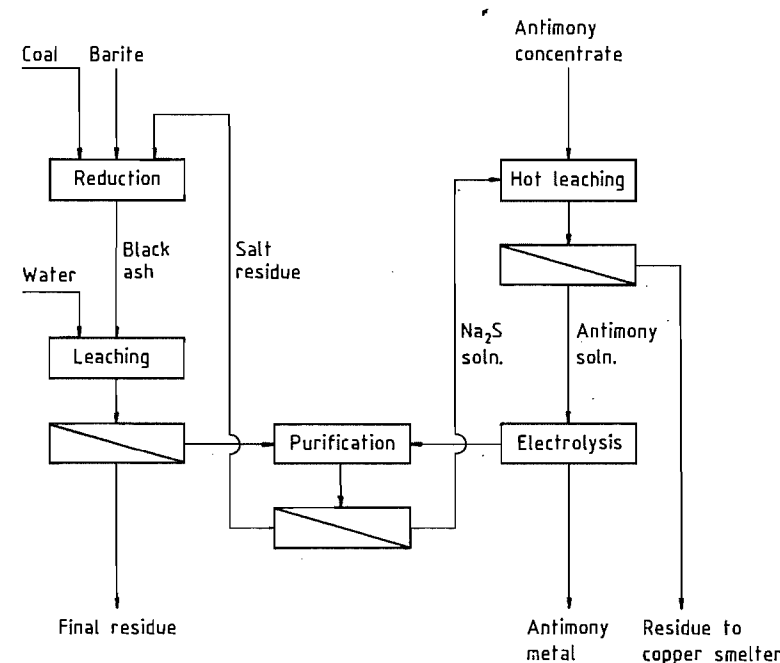 Antimony
concentrate
Coal
Barite
Reduction
Hot leaching
Black
ash
Salt
residue
Water
Na₂S
soln.
Antimony
soln.
Leaching
Purification
Electrolysis
Final residue
Antimony
metal
Residue to
copper smelter